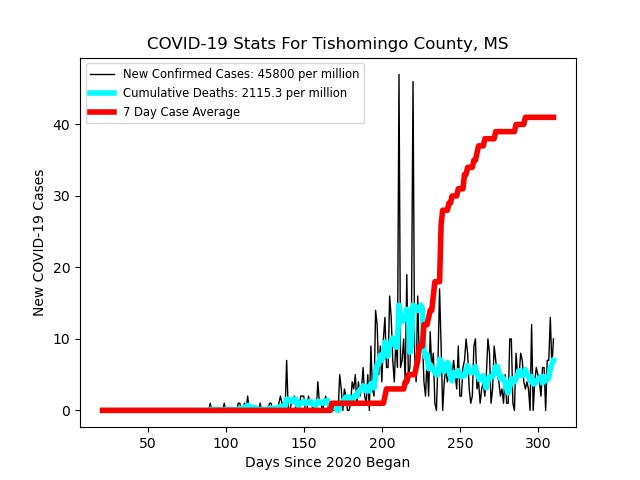 COVID-19 Stats For Tishomingo County, MS
New Confirmed Cases: 45800 per million
Cumulative Deaths: 2115.3 per million
7 Day Case Average
New COVID-19 Cases
40
30
20
10
0
50 100 150 200 250 300
Days Since 2020 Began